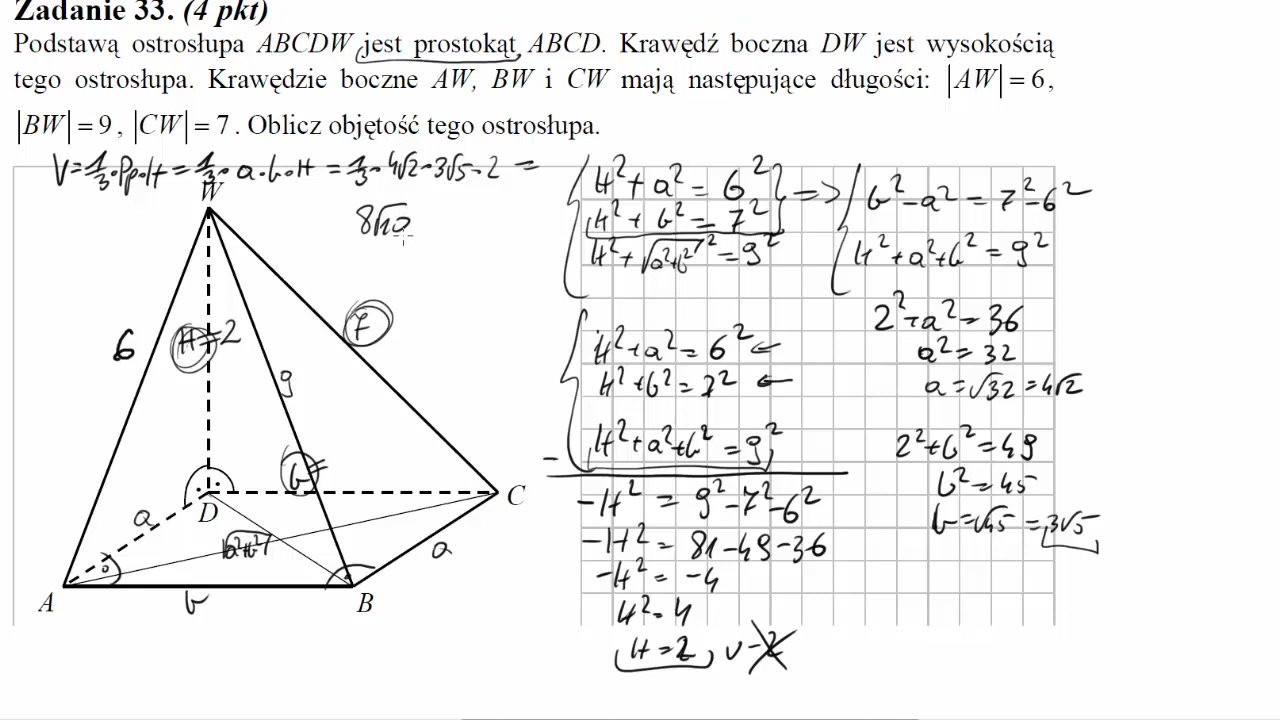 Zadanie 33. (4 pkt)
Podstawą ostrosłupa ABCDW jest prostokąt ABCD. Krawędź boczna DW jest wysokością
tego ostrosłupa. Krawędzie boczne AW, BW i CW mają następujące długości: |AW| = 6,
|BW| = 9, |CW| = 7. Oblicz objętość tego ostrosłupa.
V = 1/3 · Pp · H = 1/3 · a · b · H = 1/3 · 4√2 · 3√5 · 2 =
8√10
W
6
H = 2
7
9
b =
D
C
a
√a²+b²
a
A
b
B
H² + a² = 6²
H² + b² = 7²
H² + √a²+b²² = 9²
=>
b² - a² = 7² - 6²
H² + a² + b² = 9²
H² + a² = 6² ←
H² + b² = 7² ←
H² + a² + b² = 9²
-
-H² = 9² - 7² - 6²
-H² = 81 - 49 - 36
-H² = -4
H² = 4
H = 2 v -2
2² + a² = 36
a² = 32
a = √32 = 4√2
2² + b² = 49
b² = 45
b = √45 = 3√5